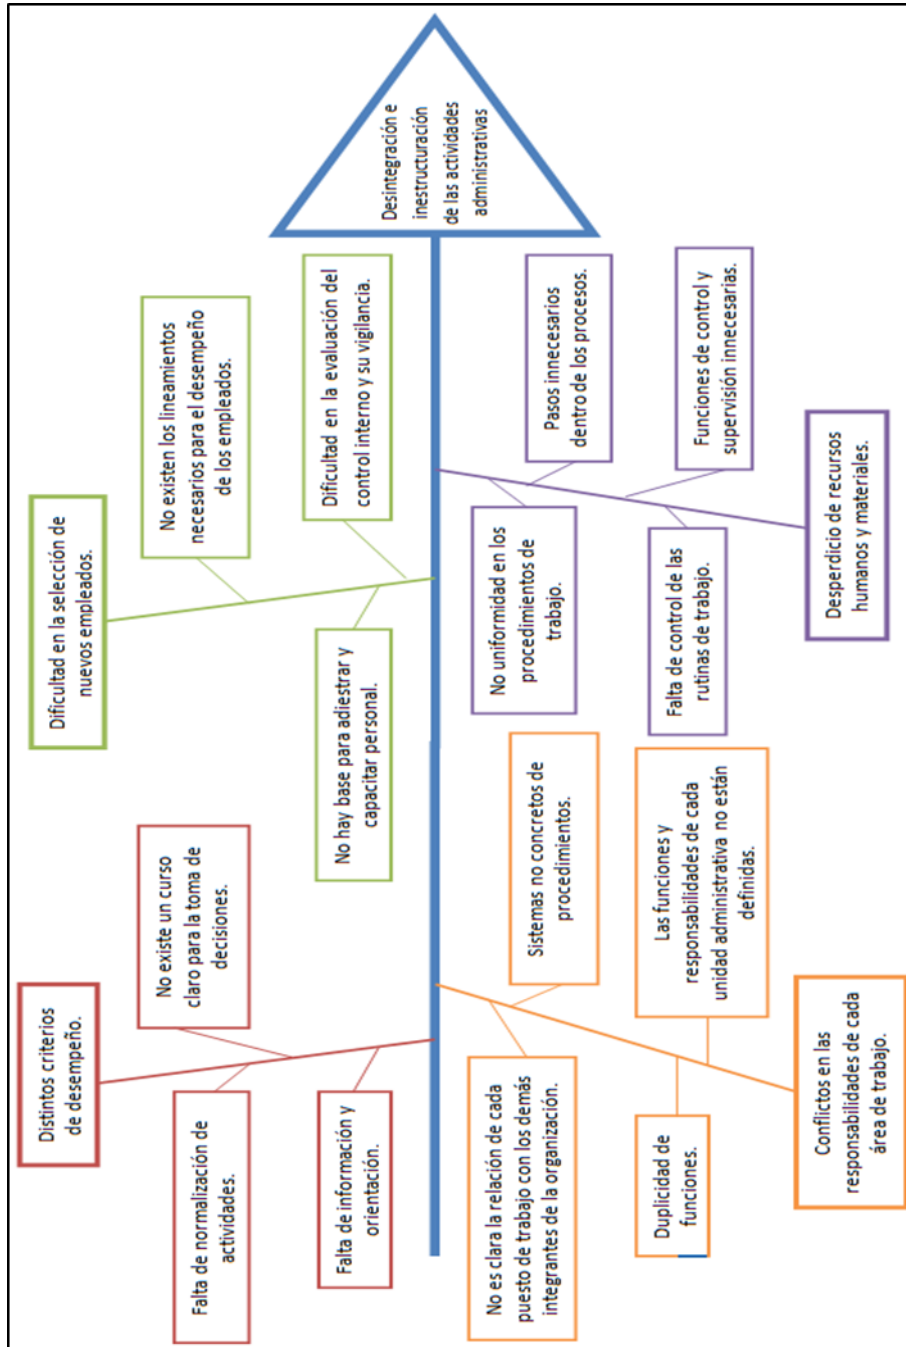 Distintos criterios
de desempeño.
No existe un curso
claro para la toma de
decisiones.
Falta de normalización de
actividades.
Falta de información y
orientación.
Dificultad en la selección de
nuevos empleados.
No existen los lineamientos
necesarios para el desempeño
de los empleados.
No hay base para adiestrar y
capacitar personal.
Dificultad en la evaluación del
control interno y su vigilancia.
Desintegración e
inestructuración
de las actividades
administrativas
No es clara la relación de cada
puesto de trabajo con los demás
integrantes de la organización.
Sistemas no concretos de
procedimientos.
Duplicidad de
funciones.
Las funciones y
responsabilidades de cada
unidad administrativa no están
definidas.
Conflictos en las
responsabilidades de cada
área de trabajo.
No uniformidad en los
procedimientos de
trabajo.
Pasos innecesarios
dentro de los procesos.
Falta de control de las
rutinas de trabajo.
Funciones de control y
supervisión innecesarias.
Desperdicio de recursos
humanos y materiales.